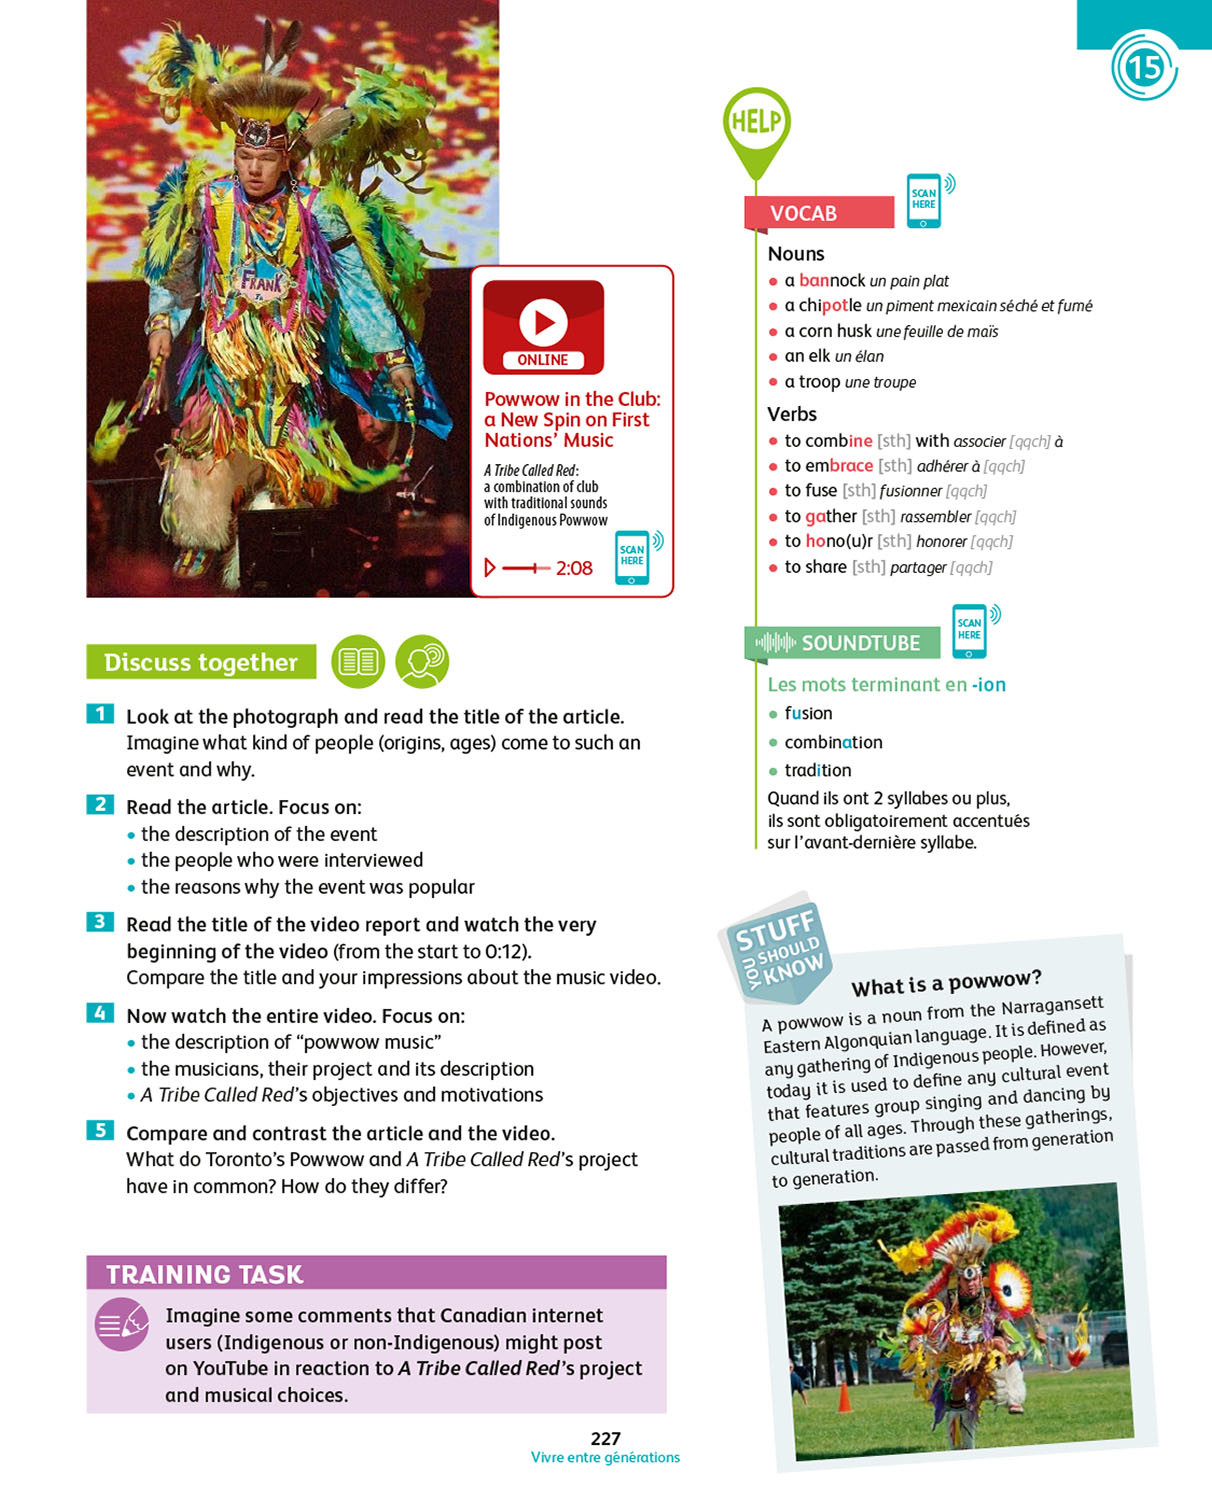 15
FRANK
Jr
ONLINE
Powwow in the Club:
a New Spin on First
Nations' Music
A Tribe Called Red:
a combination of club
with traditional sounds
of Indigenous Powwow
2:08
SCAN
HERE
Discuss together
1 Look at the photograph and read the title of the article.
Imagine what kind of people (origins, ages) come to such an
event and why.
2 Read the article. Focus on:
• the description of the event
• the people who were interviewed
• the reasons why the event was popular
3 Read the title of the video report and watch the very
beginning of the video (from the start to 0:12).
Compare the title and your impressions about the music video.
4 Now watch the entire video. Focus on:
• the description of “powwow music”
• the musicians, their project and its description
• A Tribe Called Red's objectives and motivations
5 Compare and contrast the article and the video.
What do Toronto's Powwow and A Tribe Called Red's project
have in common? How do they differ?
TRAINING TASK
Imagine some comments that Canadian internet
users (Indigenous or non-Indigenous) might post
on YouTube in reaction to A Tribe Called Red's project
and musical choices.
HELP
VOCAB
SCAN
HERE
Nouns
• a bannock un pain plat
• a chipotle un piment mexicain séché et fumé
• a corn husk une feuille de maïs
• an elk un élan
• a troop une troupe
Verbs
• to combine [sth] with associer [qqch] à
• to embrace [sth] adhérer à [qqch]
• to fuse [sth] fusionner [qqch]
• to gather [sth] rassembler [qqch]
• to hono(u)r [sth] honorer [qqch]
• to share [sth] partager [qqch]
SOUNDTUBE
SCAN
HERE
Les mots terminant en -ion
• fusion
• combination
• tradition
Quand ils ont 2 syllabes ou plus,
ils sont obligatoirement accentués
sur l'avant-dernière syllabe.
STUFF
YOU SHOULD
KNOW
What is a powwow?
A powwow is a noun from the Narragansett
Eastern Algonquian language. It is defined as
any gathering of Indigenous people. However,
today it is used to define any cultural event
that features group singing and dancing by
people of all ages. Through these gatherings,
cultural traditions are passed from generation
to generation.
227
Vivre entre générations